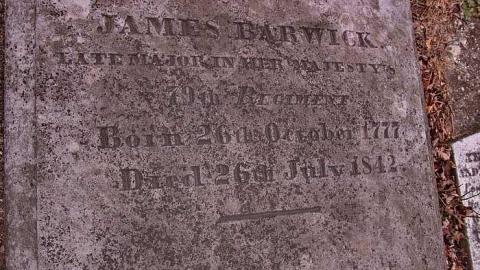 JAMES BARWICK
LATE MAJOR IN HER MAJESTY'S
79th REGIMENT
Born 26th October 1777
Died 26th July 1842.